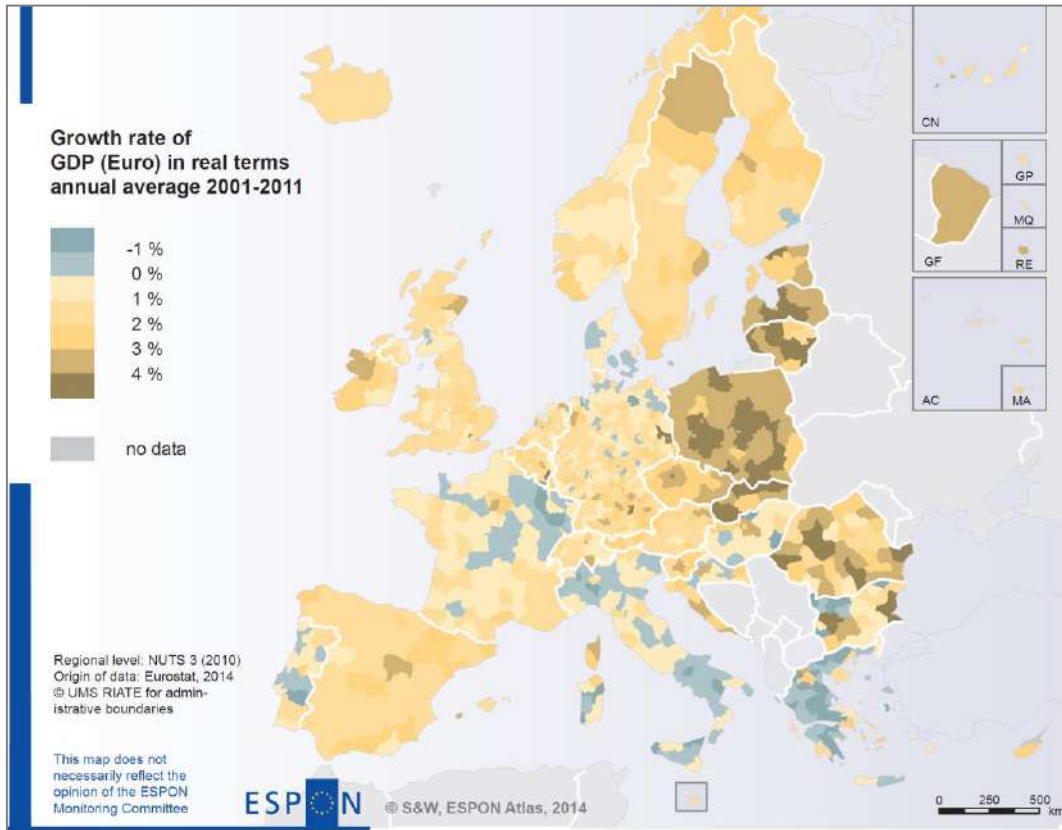 Growth rate of
GDP (Euro) in real terms
annual average 2001-2011
-1 %
0 %
1 %
2 %
3 %
4 %
no data
CN
GP
MQ
GF
RE
AC
MA
Regional level: NUTS 3 (2010)
Origin of data: Eurostat, 2014
© UMS RIATE for admin-
istrative boundaries
This map does not
necessarily reflect the
opinion of the ESPON
Monitoring Committee
ESPON
© S&W, ESPON Atlas, 2014
0 250 500
km